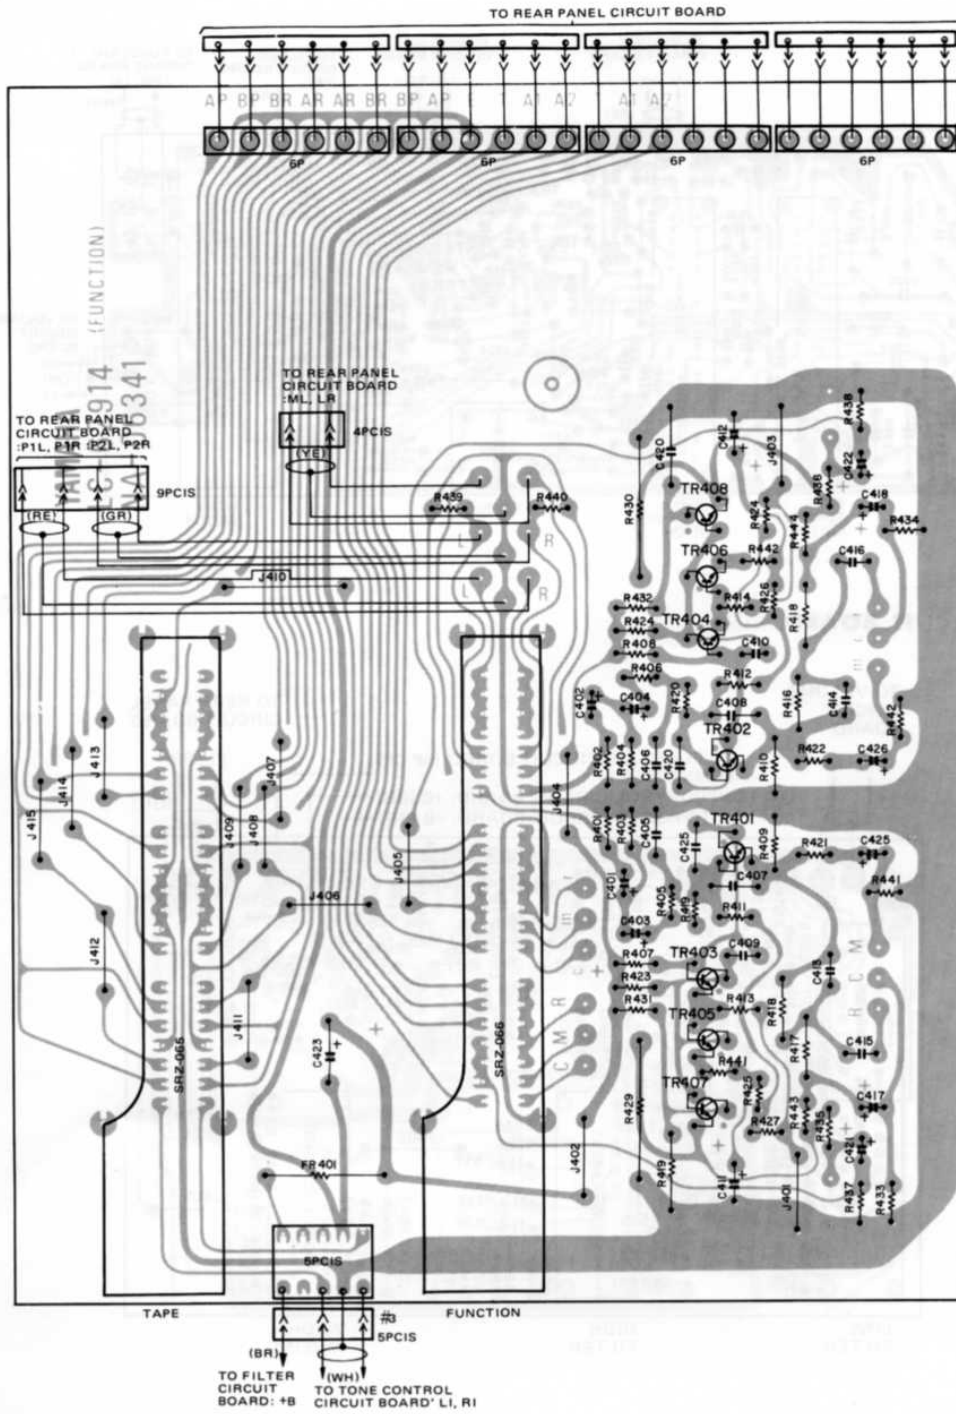 TO REAR PANEL CIRCUIT BOARD
AP BP BR AR AR BR BP AP E T A1 A2 T A1 A2
6P 6P 6P 6P
(FUNCTION)
TO REAR PANEL
CIRCUIT BOARD
:ML, LR
4PCIS
(YE)
TO REAR PANEL
CIRCUIT BOARD
:P1L, P1R :P2L, P2R
9PCIS
(RE) (GR)
R439 R440
L R
L R
J410
R430
C420
C412
J403
R438
C422
R436
C418
R434
TR408
R424
R444
C416
TR406
R442
R426
R418
R432
R414
R424
TR404
R408
C410
R406
R412
C402
C404
R420
C408
R416
C414
R442
TR402
R402
R404
C406
C420
R410
R422
C426
J413
J414
J415
J407
J409
J408
J404
J405
R401
R403
C405
C425
TR401
R409
R421
C425
R441
C401
R405
R419
C407
R411
J406
C403
R407
TR403
C409
R423
R431
R413
R418
C413
J412
J411
C423
SRZ-066
SRZ-066
C M R
R C M
TR405
R417
C415
R441
TR407
R425
R429
R427
R443
R435
C417
C421
J402
R419
C411
J401
R437
R433
FR401
5PCIS
TAPE
FUNCTION
#3
5PCIS
(BR)
(WH)
TO FILTER
CIRCUIT
BOARD: +B
TO TONE CONTROL
CIRCUIT BOARD' LI, RI